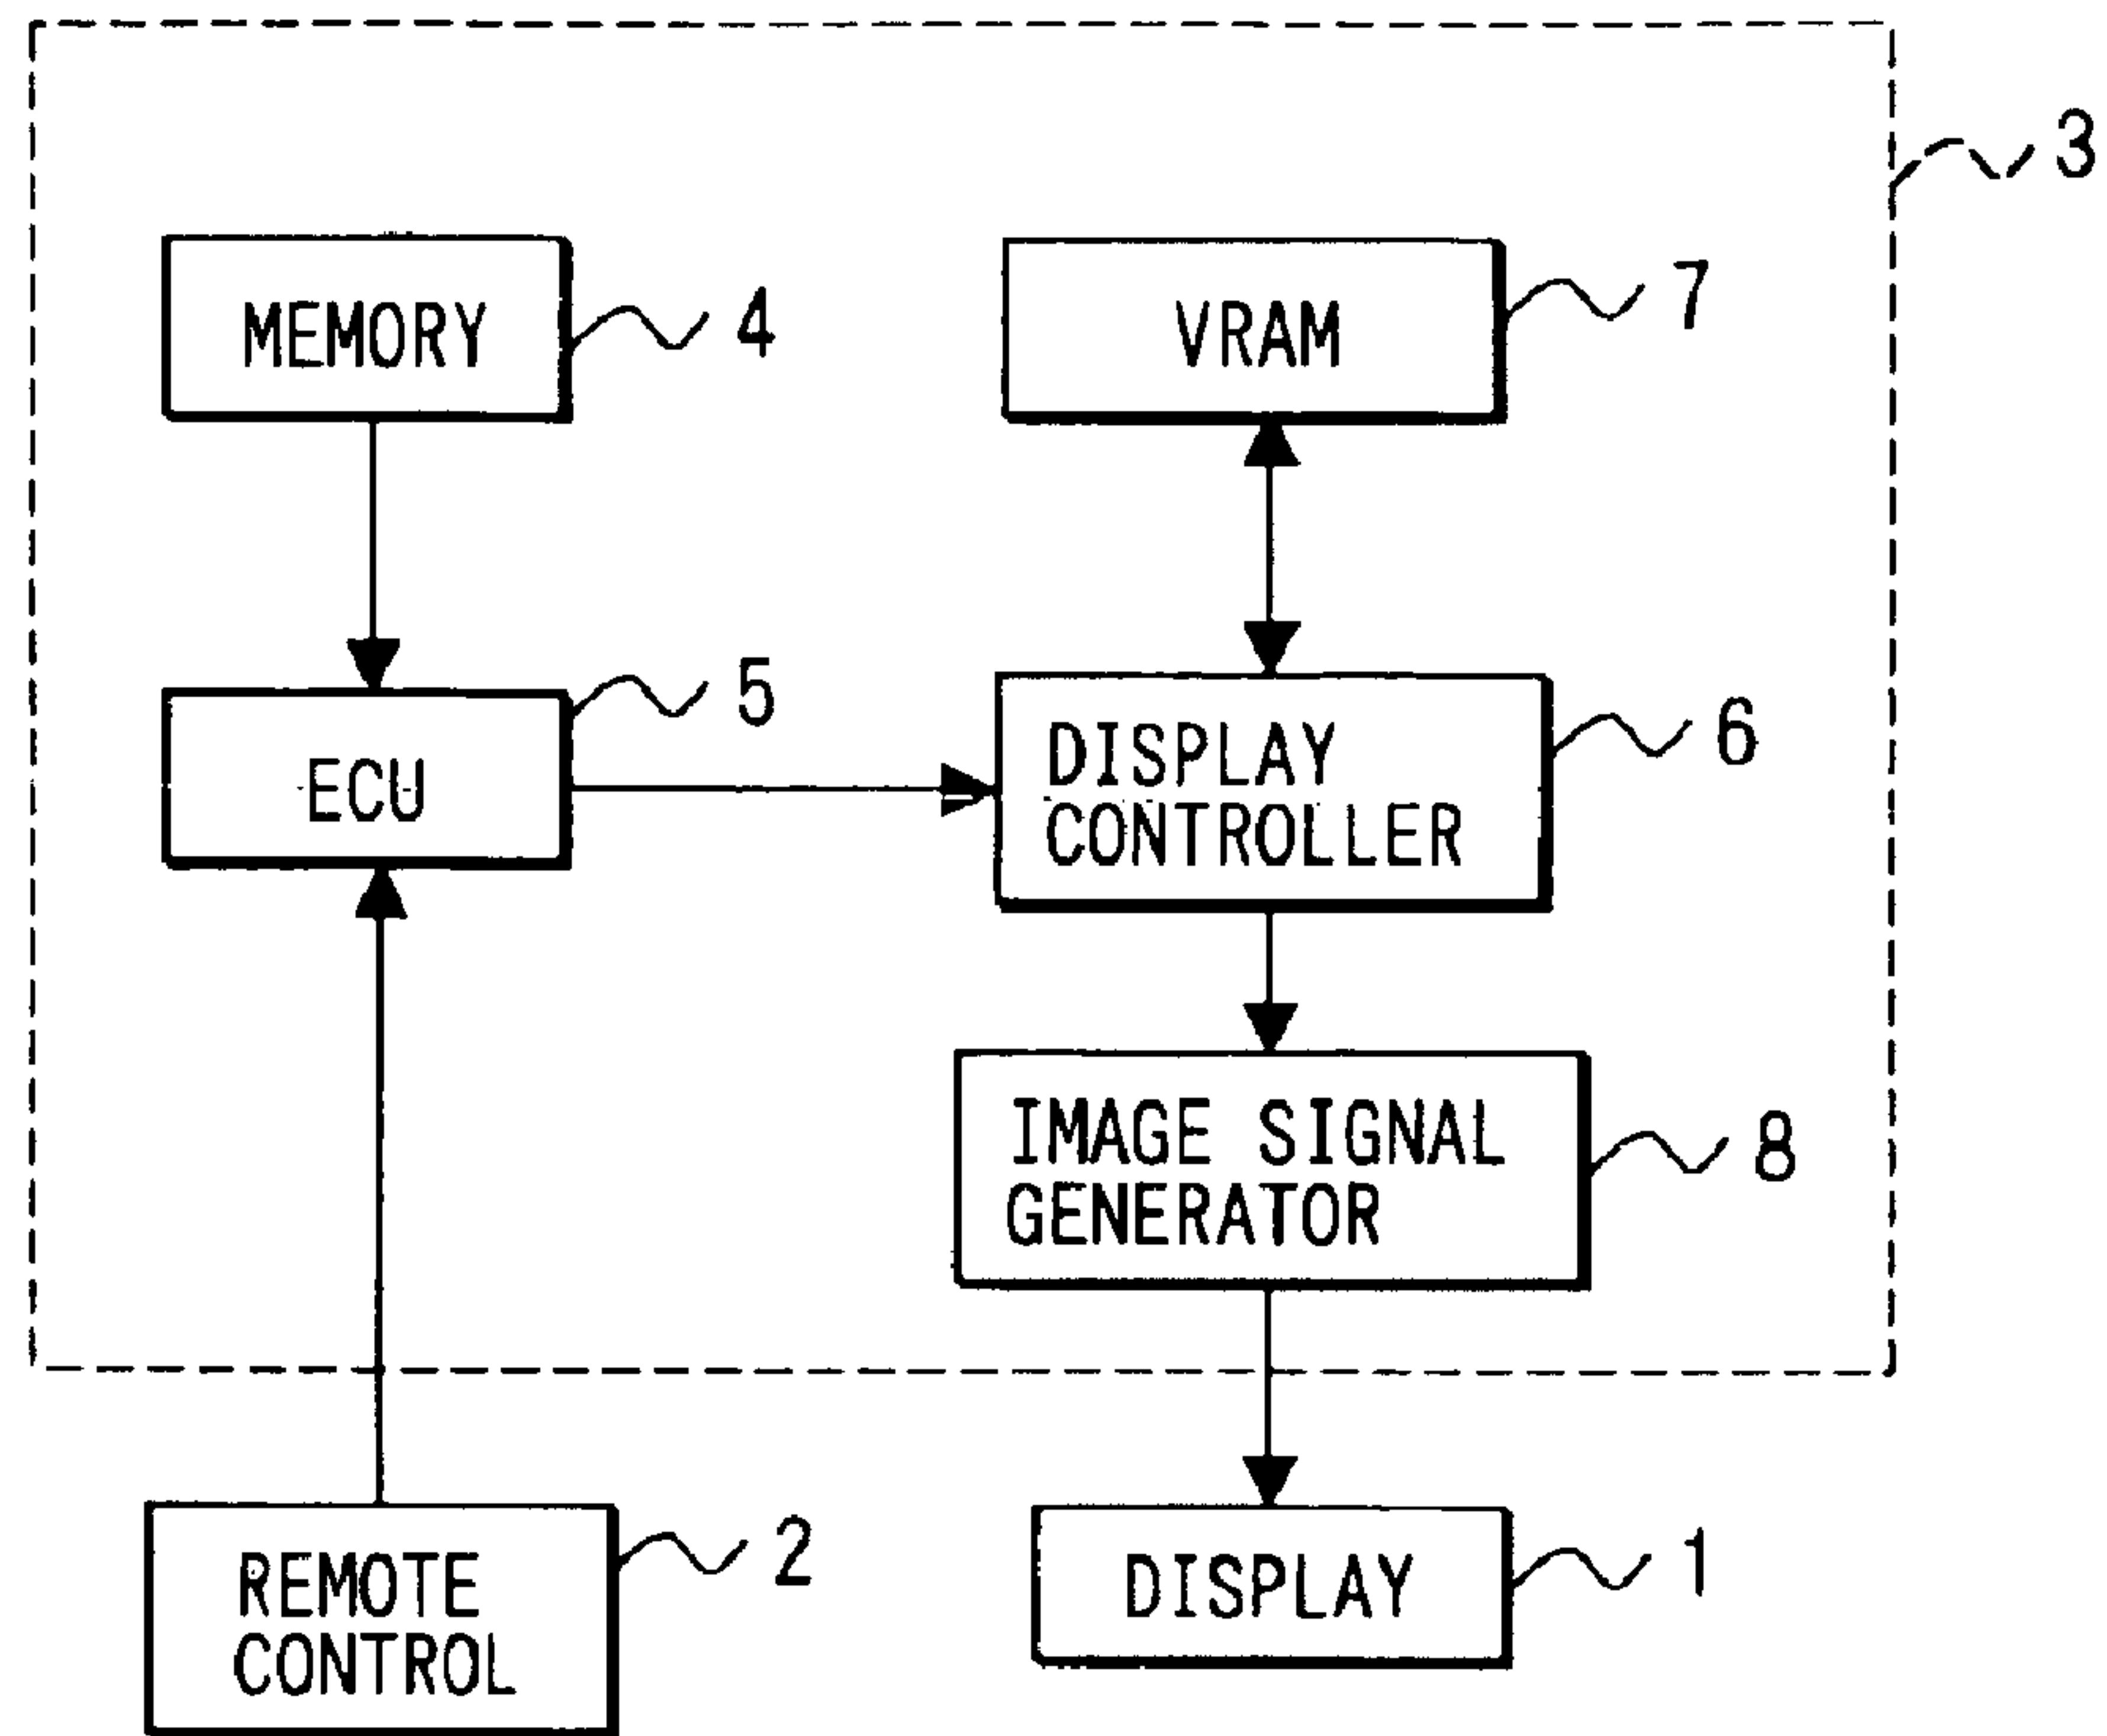 3
MEMORY
4
VRAM
7
ECU
5
DISPLAY
CONTROLLER
6
IMAGE SIGNAL
GENERATOR
8
REMOTE
CONTROL
2
DISPLAY
1